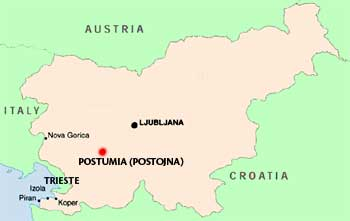 AUSTRIA
LJUBLJANA
ITALY
Nova Gorica
POSTUMIA (POSTOJNA)
TRIESTE
CROATIA
Izola
Piran
Koper